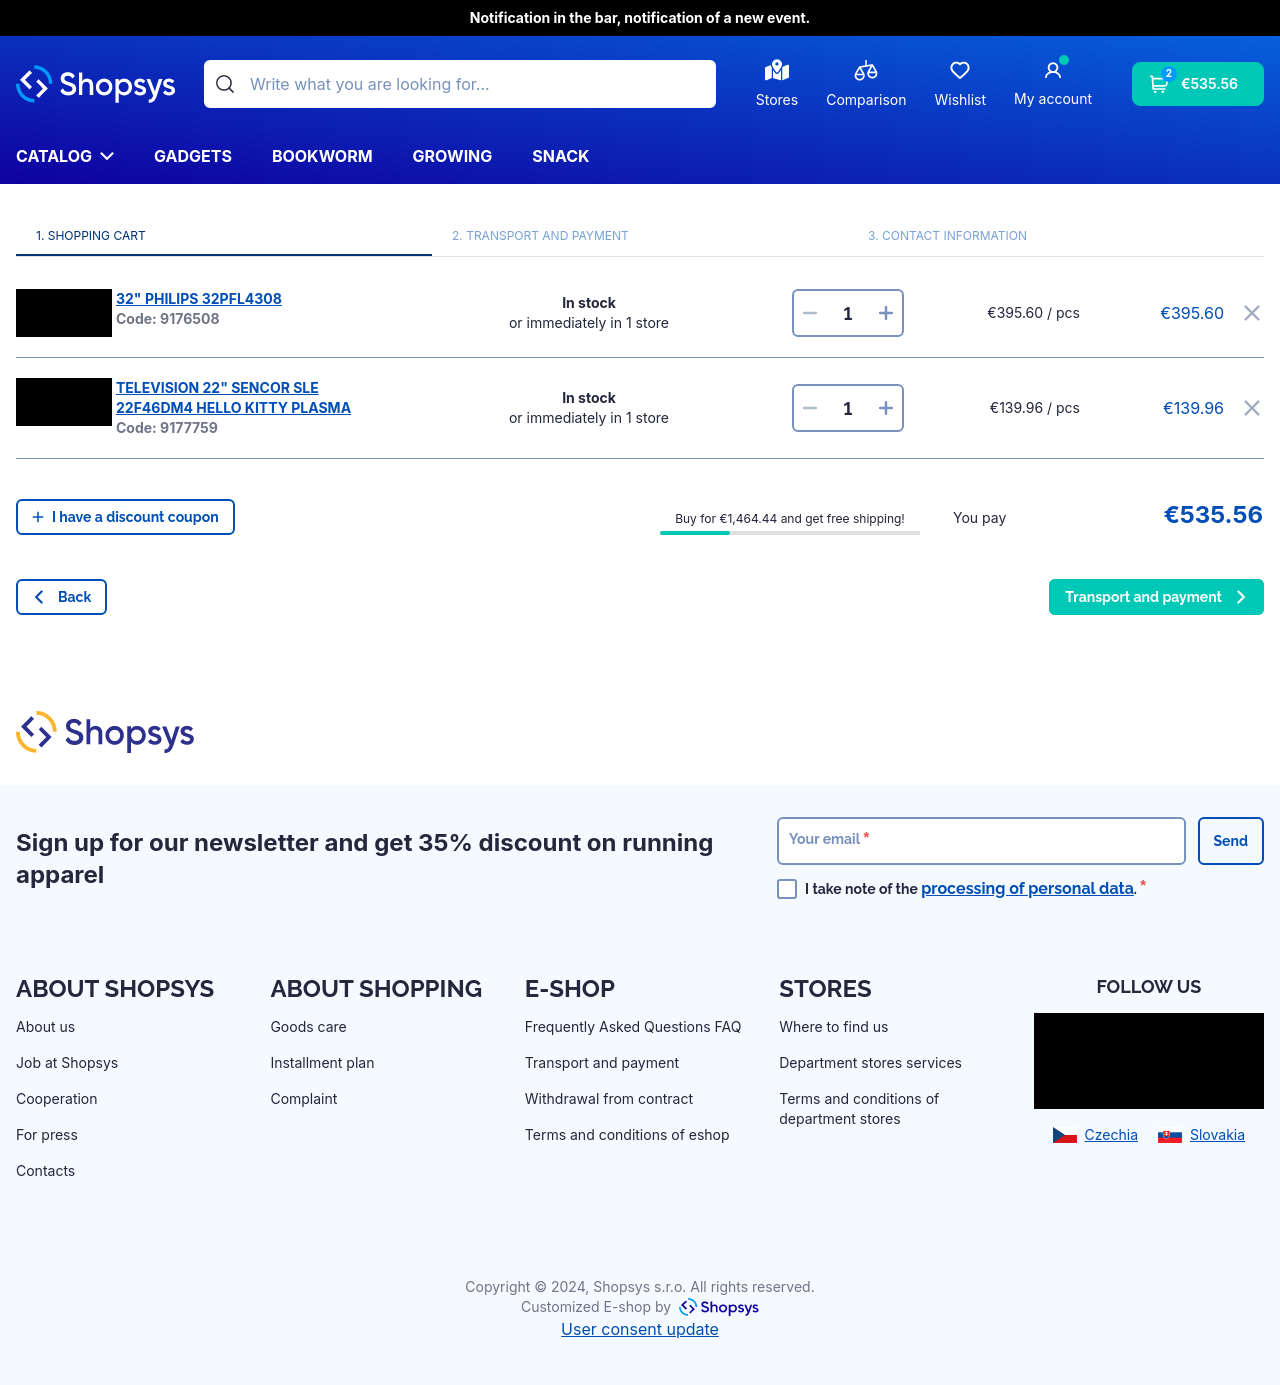 Notification in the bar, notification of a new event.
Shopsys
Write what you are looking for...
Stores
Comparison
Wishlist
My account
2
€535.56
CATALOG
GADGETS
BOOKWORM
GROWING
SNACK
1. SHOPPING CART
2. TRANSPORT AND PAYMENT
3. CONTACT INFORMATION
32" PHILIPS 32PFL4308
Code: 9176508
In stock
or immediately in 1 store
1
€395.60 / pcs
€395.60
TELEVISION 22" SENCOR SLE
22F46DM4 HELLO KITTY PLASMA
Code: 9177759
In stock
or immediately in 1 store
1
€139.96 / pcs
€139.96
I have a discount coupon
Buy for €1,464.44 and get free shipping!
You pay
€535.56
Back
Transport and payment
Shopsys
Sign up for our newsletter and get 35% discount on running
apparel
Your email *
Send
I take note of the processing of personal data. *
ABOUT SHOPSYS
About us
Job at Shopsys
Cooperation
For press
Contacts
ABOUT SHOPPING
Goods care
Installment plan
Complaint
E-SHOP
Frequently Asked Questions FAQ
Transport and payment
Withdrawal from contract
Terms and conditions of eshop
STORES
Where to find us
Department stores services
Terms and conditions of
department stores
FOLLOW US
Czechia
Slovakia
Copyright © 2024, Shopsys s.r.o. All rights reserved.
Customized E-shop by Shopsys
User consent update